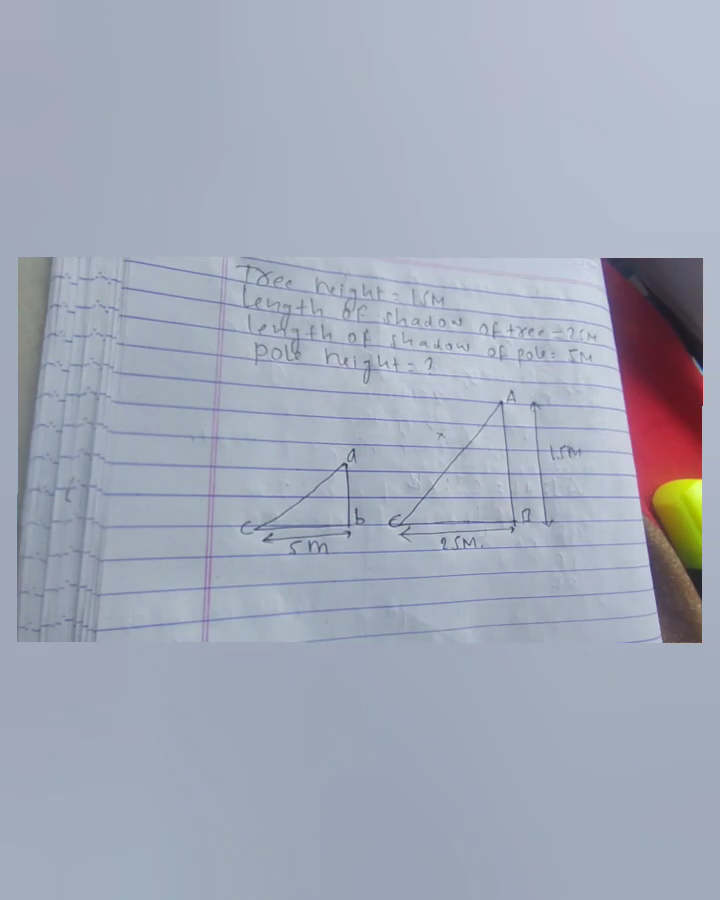 Tree height = 15M
Length of shadow of tree = 25M
length of shadow of pole = 5M
pole height = ?
A
a
15M
C
b
C
B
5 m
25M.